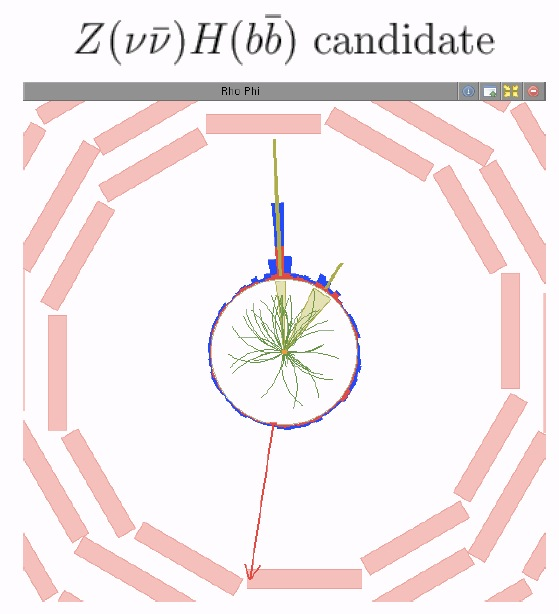 Z(νν̄)H(bb̄) candidate
Rho Phi